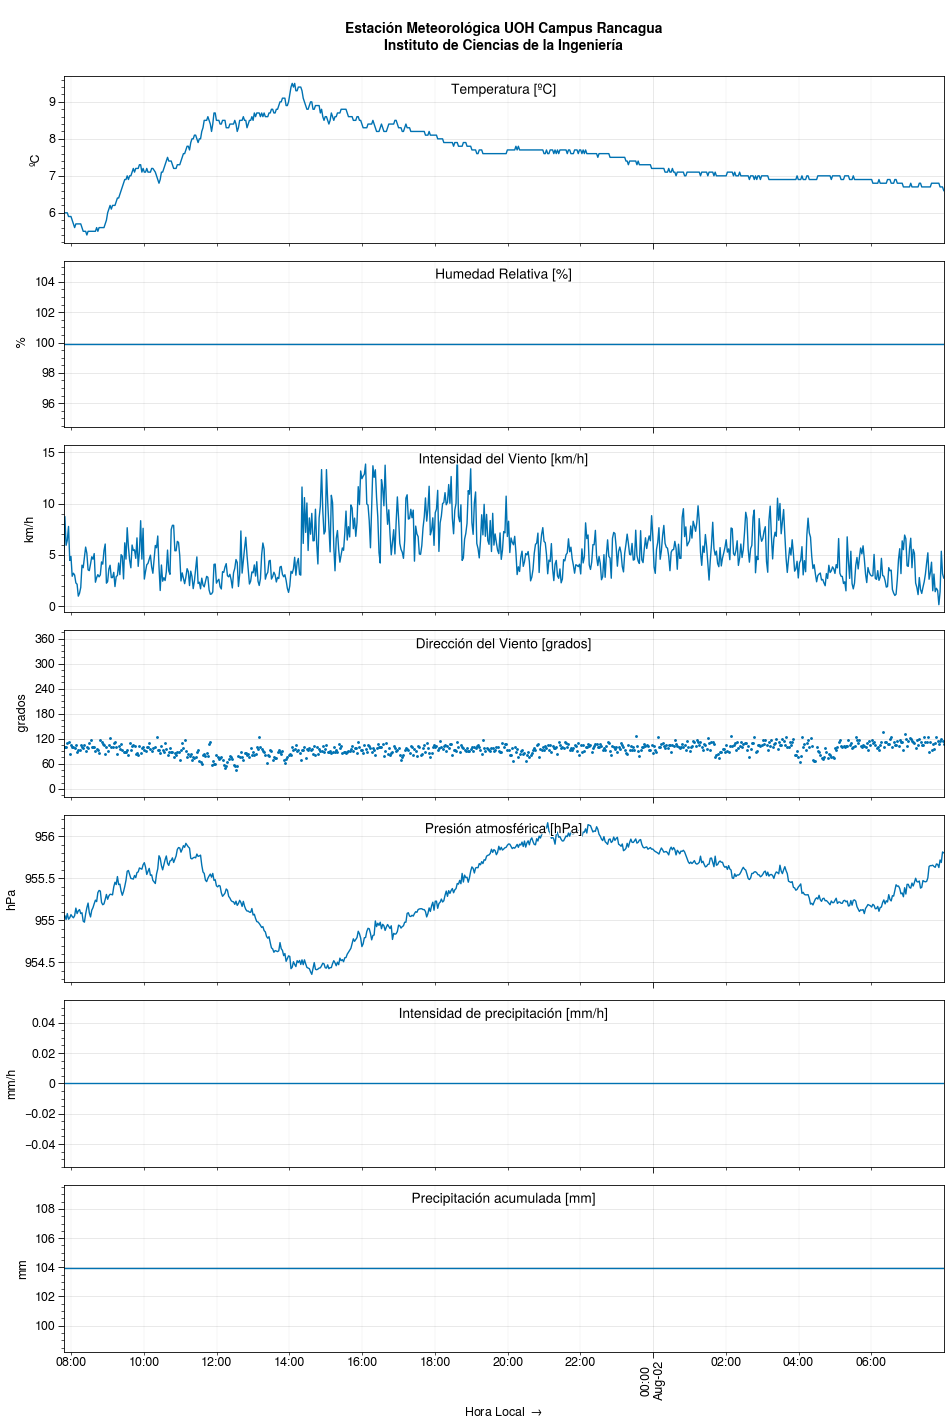 Estación Meteorológica UOH Campus Rancagua
Instituto de Ciencias de la Ingeniería
Temperatura [ºC]
ºC
9
8
7
6
Humedad Relativa [%]
%
104
102
100
98
96
Intensidad del Viento [km/h]
km/h
15
10
5
0
Dirección del Viento [grados]
grados
360
300
240
180
120
60
0
Presión atmosférica [hPa]
hPa
956
955.5
955
954.5
Intensidad de precipitación [mm/h]
mm/h
0.04
0.02
0
−0.02
−0.04
Precipitación acumulada [mm]
mm
108
106
104
102
100
08:00 10:00 12:00 14:00 16:00 18:00 20:00 22:00 00:00 02:00 04:00 06:00
Aug-02
Hora Local →